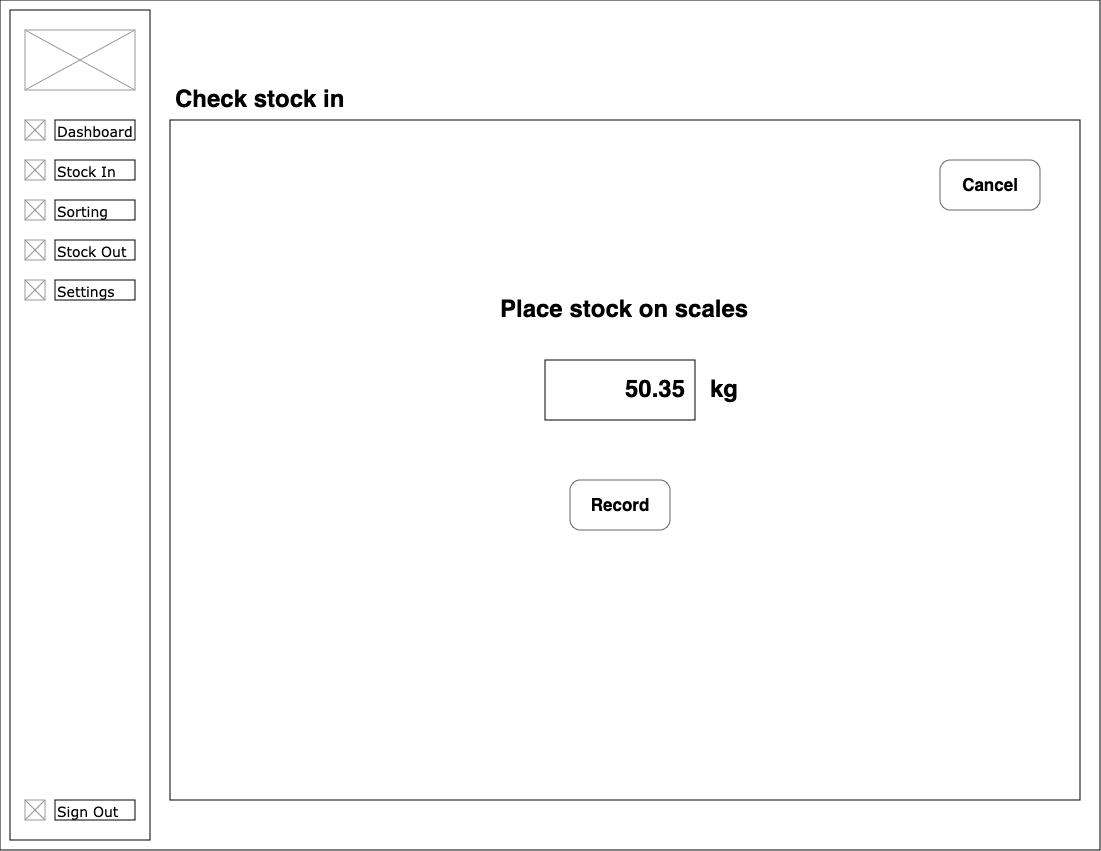 Check stock in
Dashboard
Stock In
Sorting
Stock Out
Settings
Sign Out
Cancel
Place stock on scales
50.35 kg
Record